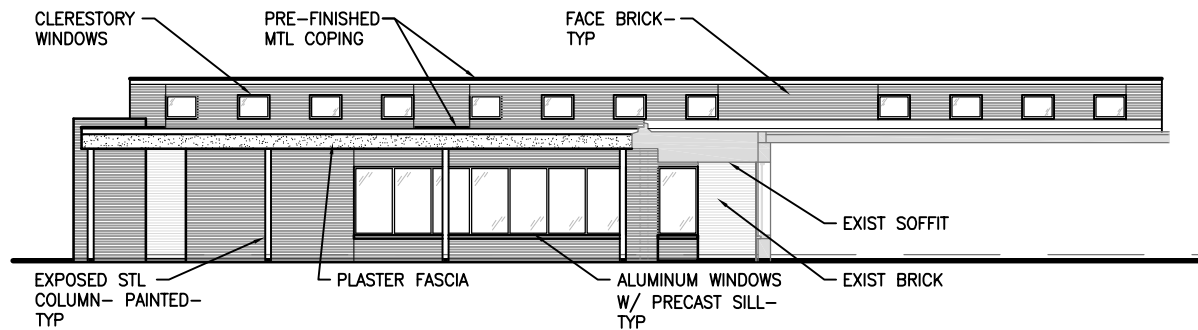 CLERESTORY
WINDOWS
PRE-FINISHED
MTL COPING
FACE BRICK-
TYP
EXIST SOFFIT
EXPOSED STL
COLUMN- PAINTED-
TYP
PLASTER FASCIA
ALUMINUM WINDOWS
W/ PRECAST SILL-
TYP
EXIST BRICK